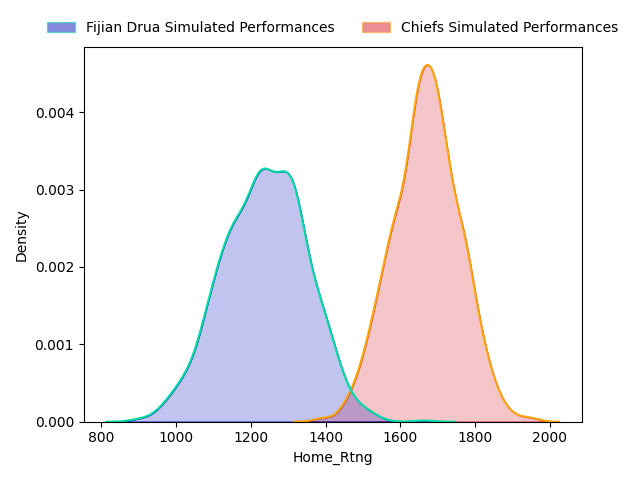 Fijian Drua Simulated Performances Chiefs Simulated Performances
0.004
0.003
0.002
0.001
0.000
Density
800 1000 1200 1400 1600 1800 2000
Home_Rtng